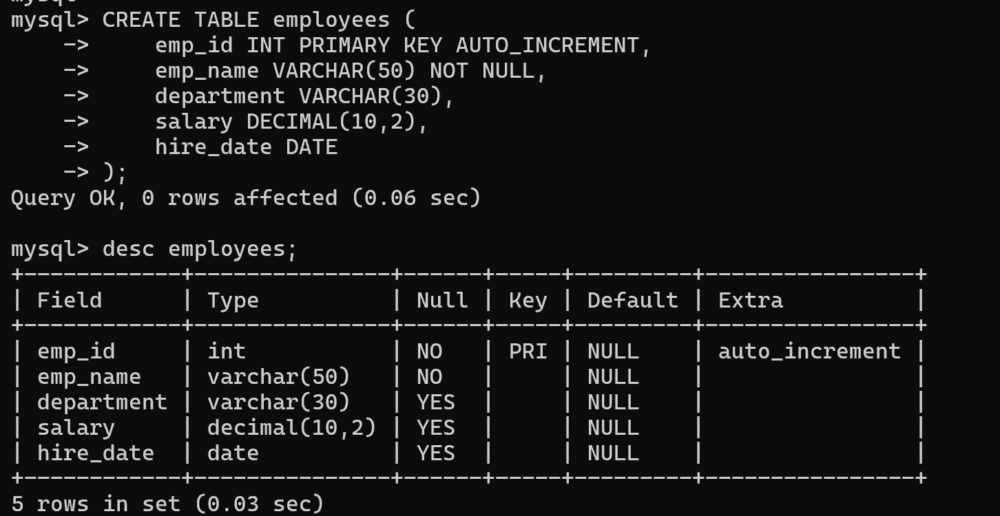 mysql> CREATE TABLE employees (
    ->     emp_id INT PRIMARY KEY AUTO_INCREMENT,
    ->     emp_name VARCHAR(50) NOT NULL,
    ->     department VARCHAR(30),
    ->     salary DECIMAL(10,2),
    ->     hire_date DATE
    -> );
Query OK, 0 rows affected (0.06 sec)

mysql> desc employees;
+------------+---------------+------+-----+---------+----------------+
| Field      | Type          | Null | Key | Default | Extra          |
+------------+---------------+------+-----+---------+----------------+
| emp_id     | int           | NO   | PRI | NULL    | auto_increment |
| emp_name   | varchar(50)   | NO   |     | NULL    |                |
| department | varchar(30)   | YES  |     | NULL    |                |
| salary     | decimal(10,2) | YES  |     | NULL    |                |
| hire_date  | date          | YES  |     | NULL    |                |
+------------+---------------+------+-----+---------+----------------+
5 rows in set (0.03 sec)